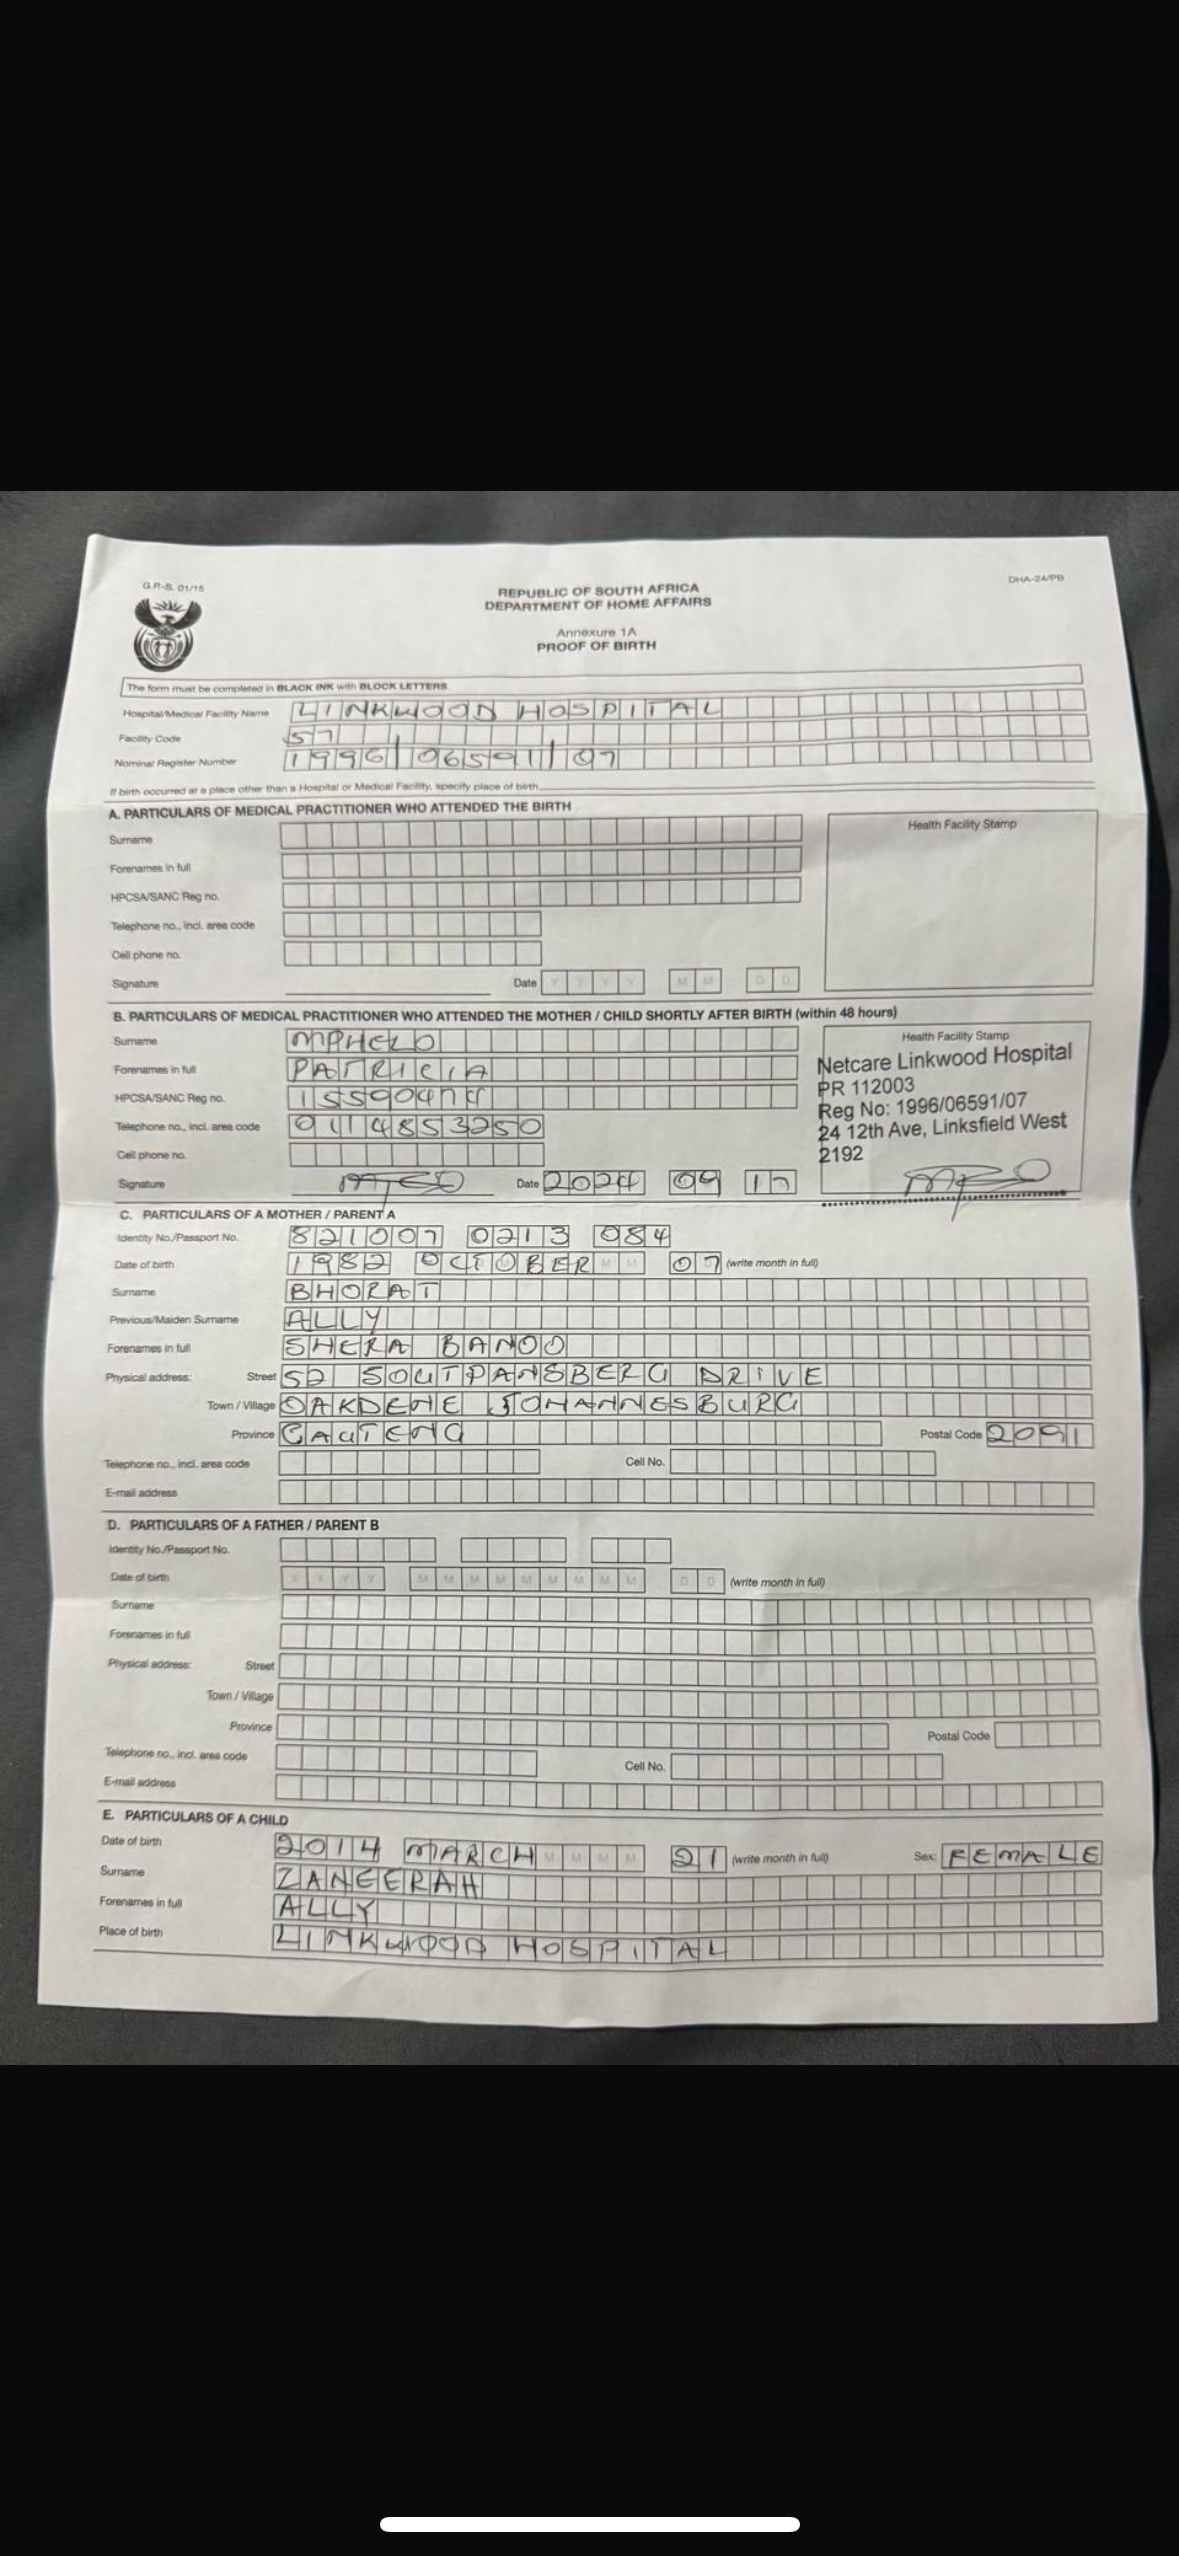 G.P.-S. 01/15
DHA-24/PB
REPUBLIC OF SOUTH AFRICA
DEPARTMENT OF HOME AFFAIRS
Annexure 1A
PROOF OF BIRTH
The form must be completed in BLACK INK with BLOCK LETTERS
Hospital/Medical Facility Name LINKWOOD HOSPITAL
Facility Code 57
Nominal Register Number 1996/06591/07
If birth occurred at a place other than a Hospital or Medical Facility, specify place of birth
A. PARTICULARS OF MEDICAL PRACTITIONER WHO ATTENDED THE BIRTH
Health Facility Stamp
Surname
Forenames in full
HPCSA/SANC Reg no.
Telephone no., incl. area code
Cell phone no.
Signature Date Y Y Y Y M M D D
B. PARTICULARS OF MEDICAL PRACTITIONER WHO ATTENDED THE MOTHER / CHILD SHORTLY AFTER BIRTH (within 48 hours)
Surname
Health Facility Stamp
Netcare Linkwood Hospital
PR 112003
Reg No: 1996/06591/07
24 12th Ave, Linksfield West
2192
Forenames in full PATRICIA
HPCSA/SANC Reg no.
Telephone no., incl. area code 0114853250
Cell phone no.
Signature Date 2024 09 17
C. PARTICULARS OF A MOTHER / PARENT A
Identity No./Passport No. 821007 0213 084
Date of birth 1982 OCTOBER M M 07 (write month in full)
Surname BHORAT
Previous/Maiden Surname ALLY
Forenames in full SHERA BANOO
Physical address: Street 52 SOUTPANSBERG DRIVE
Town / Village OAKDENE JOHANNESBURG
Province GAUTENG Postal Code 2091
Telephone no., incl. area code Cell No.
E-mail address
D. PARTICULARS OF A FATHER / PARENT B
Identity No./Passport No.
Date of birth Y Y Y Y M M M M M M M M M D D (write month in full)
Surname
Forenames in full
Physical address: Street
Town / Village
Province Postal Code
Telephone no., incl. area code Cell No.
E-mail address
E. PARTICULARS OF A CHILD
Date of birth 2014 MARCH M M M M 21 (write month in full) Sex: FEMALE
Surname ZANEERAH
Forenames in full ALLY
Place of birth LINKWOOD HOSPITAL